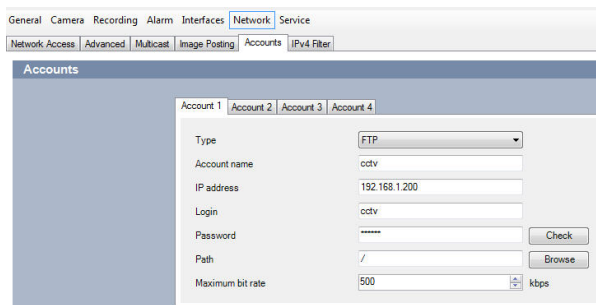 General Camera Recording Alarm Interfaces Network Service
Network Access Advanced Multicast Image Posting Accounts IPv4 Filter
Accounts
Account 1 Account 2 Account 3 Account 4
Type FTP
Account name cctv
IP address 192.168.1.200
Login cctv
Password ****** Check
Path / Browse
Maximum bit rate 500 kbps